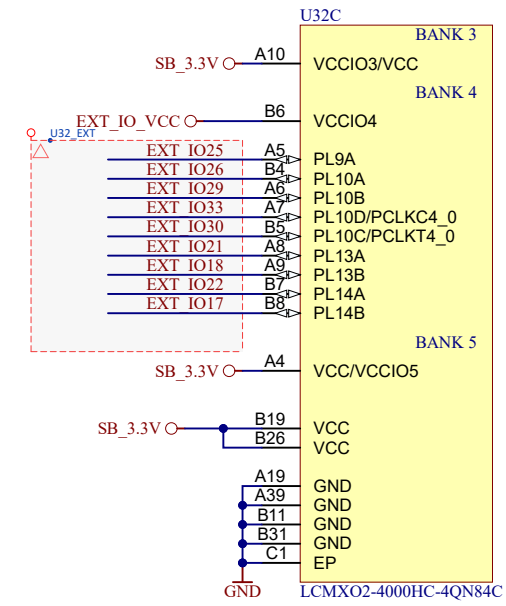 U32C
BANK 3
SB_3.3V A10 VCCIO3/VCC
BANK 4
EXT_IO_VCC B6 VCCIO4
U32_EXT
EXT_IO25 A5 PL9A
EXT_IO26 B4 PL10A
EXT_IO29 A6 PL10B
EXT_IO33 A7 PL10D/PCLKC4_0
EXT_IO30 B5 PL10C/PCLKT4_0
EXT_IO21 A8 PL13A
EXT_IO18 A9 PL13B
EXT_IO22 B7 PL14A
EXT_IO17 B8 PL14B
BANK 5
SB_3.3V A4 VCC/VCCIO5
SB_3.3V B19 VCC
B26 VCC
A19 GND
A39 GND
B11 GND
B31 GND
C1 EP
GND LCMXO2-4000HC-4QN84C